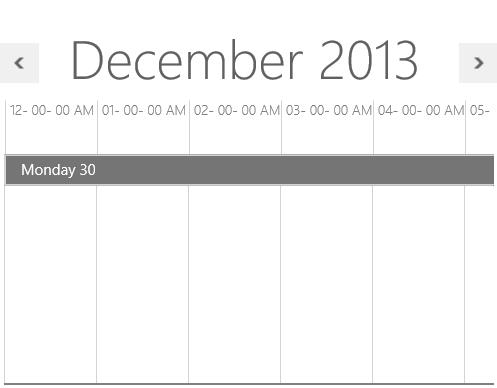 December 2013
12- 00- 00 AM 01- 00- 00 AM 02- 00- 00 AM 03- 00- 00 AM 04- 00- 00 AM 05-
Monday 30